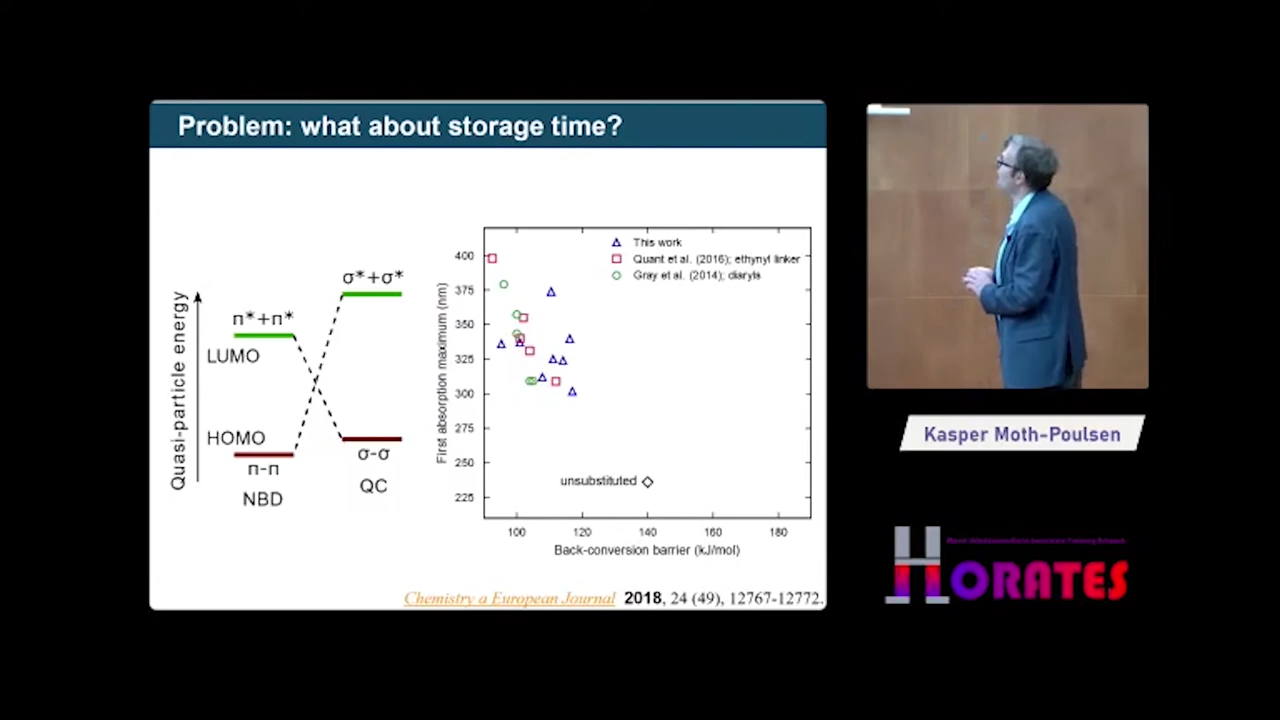 Problem: what about storage time?
Quasi-particle energy
σ*+σ*
π*+π*
LUMO
HOMO
π-π
σ-σ
NBD
QC
First absorption maximum (nm)
400
375
350
325
300
275
250
225
This work
Quant et al. (2016); ethynyl linker
Gray et al. (2014); diaryls
unsubstituted
100
120
140
160
180
Back-conversion barrier (kJ/mol)
Chemistry a European Journal 2018, 24 (49), 12767-12772.
Kasper Moth-Poulsen
HORATES